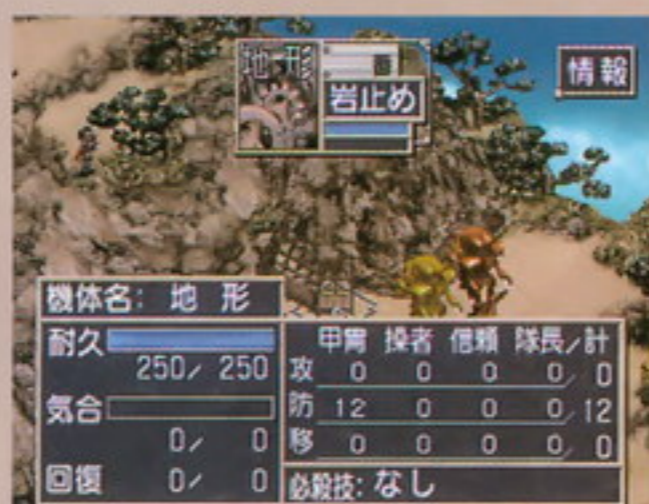 地形
番
岩止め
情報
機体名: 地 形
耐久
250/ 250
気合
0/ 0
回復 0/ 0
甲冑 操者 信頼 隊長/計
攻 0 0 0 0/ 0
防 12 0 0 0/12
移 0 0 0 0/ 0
必殺技: なし